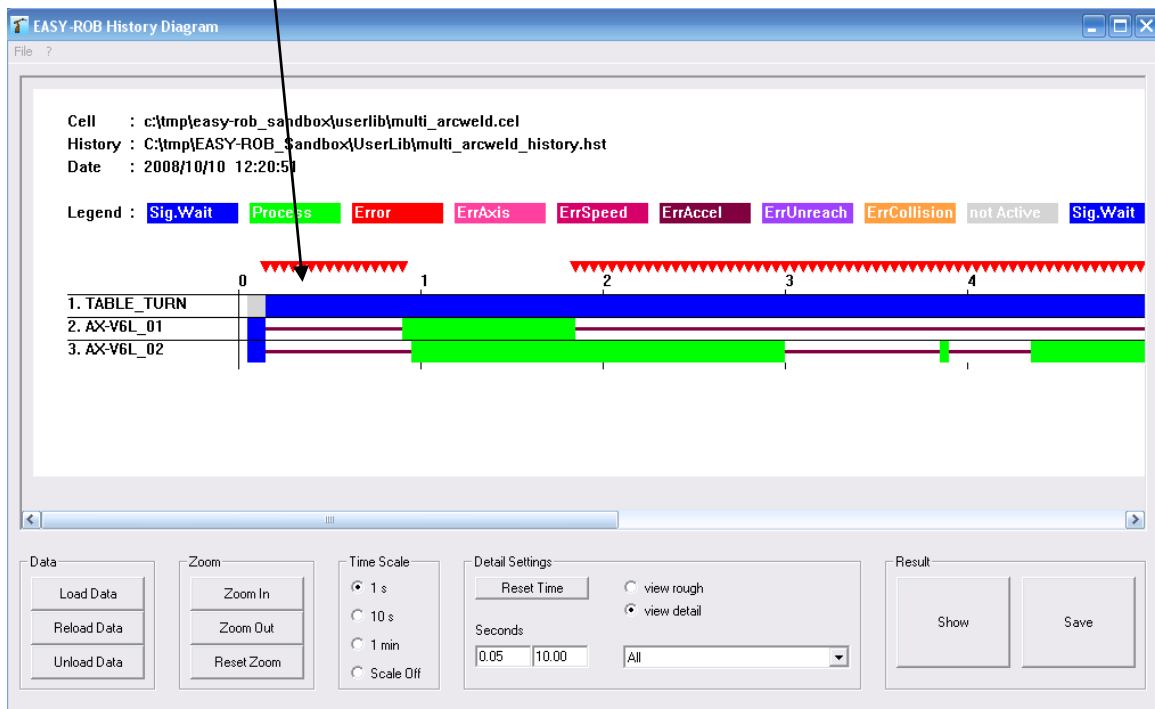 EASY-ROB History Diagram
File ?
Cell : c:\tmp\easy-rob_sandbox\userlib\multi_arcweld.cel
History : C:\tmp\EASY-ROB_Sandbox\UserLib\multi_arcweld_history.hst
Date : 2008/10/10 12:20:51
Legend : Sig.Wait Process Error ErrAxis ErrSpeed ErrAccel ErrUnreach ErrCollision not Active Sig.Wait
0 1 2 3 4
1. TABLE_TURN
2. AX-V6L_01
3. AX-V6L_02
Data Zoom Time Scale Detail Settings Result
Load Data Zoom In 1 s Reset Time view rough Show Save
Reload Data Zoom Out 10 s Seconds view detail
Unload Data Reset Zoom 1 min 0.05 10.00 All
Scale Off